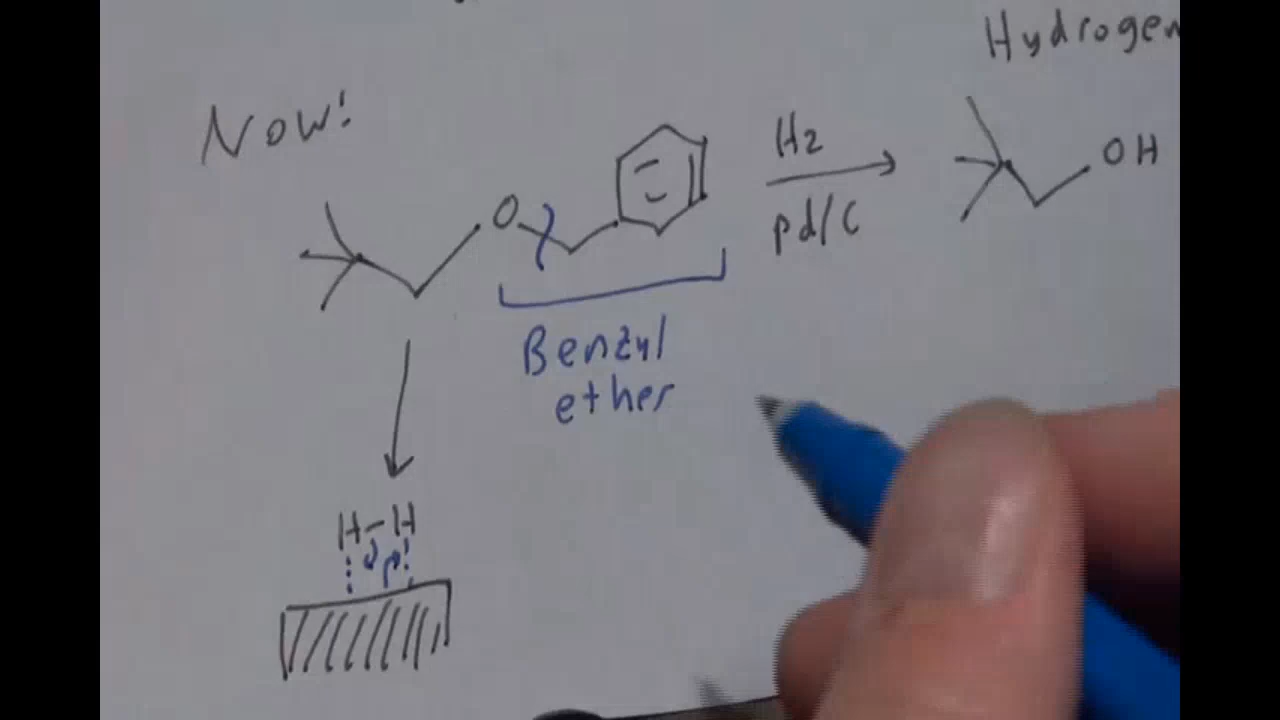 Hydrogen
Now!
H2
pd/C
OH
O
Benzyl
ether
H-H